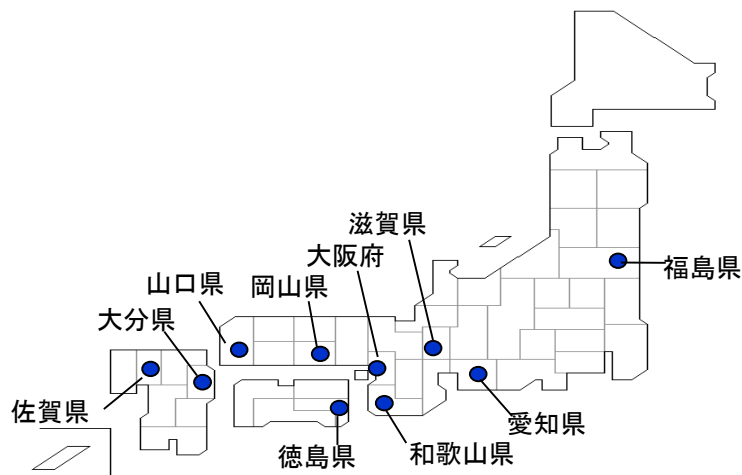 滋賀県
大阪府
福島県
山口県
岡山県
大分県
佐賀県
愛知県
和歌山県
徳島県